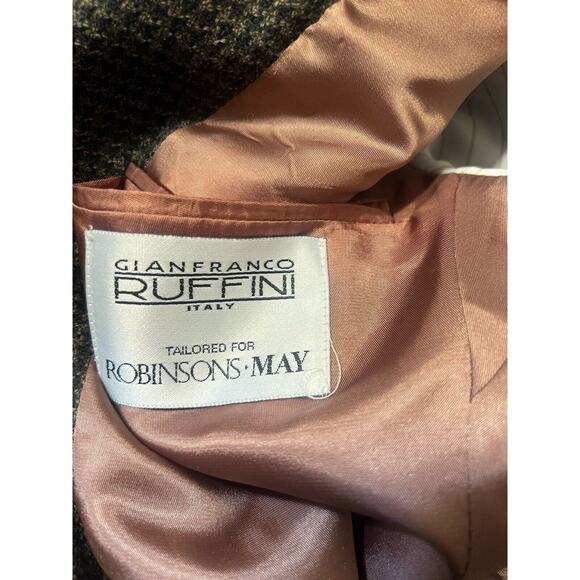 GIANFRANCO
RUFFINI
ITALY
TAILORED FOR
ROBINSONS·MAY